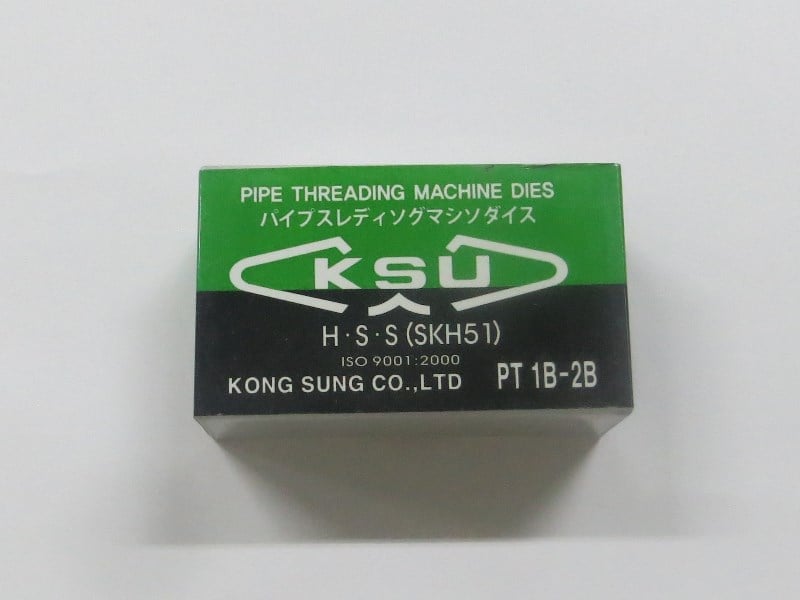 PIPE THREADING MACHINE DIES
パイプスレディソグマシソダイス
KSU
H·S·S (SKH51)
ISO 9001:2000
KONG SUNG CO.,LTD PT 1B-2B